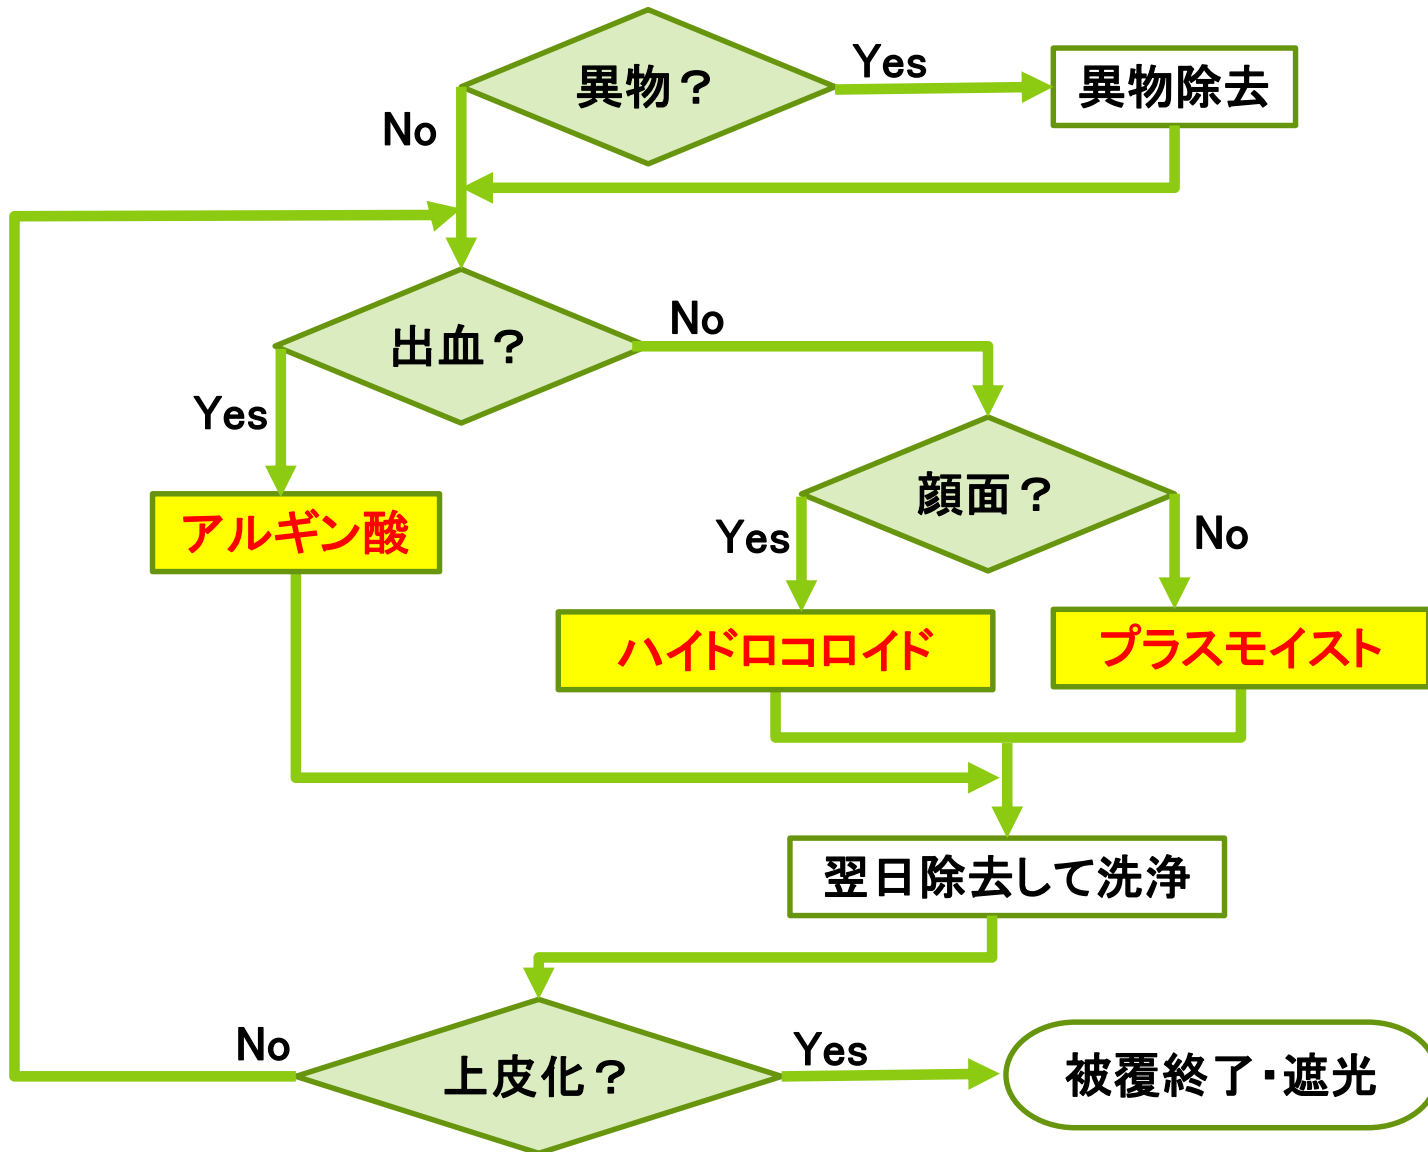 異物？
Yes
異物除去
No
出血？
No
Yes
顔面？
アルギン酸
Yes
No
ハイドロコロイド
プラスモイスト
翌日除去して洗浄
No
上皮化？
Yes
被覆終了・遮光